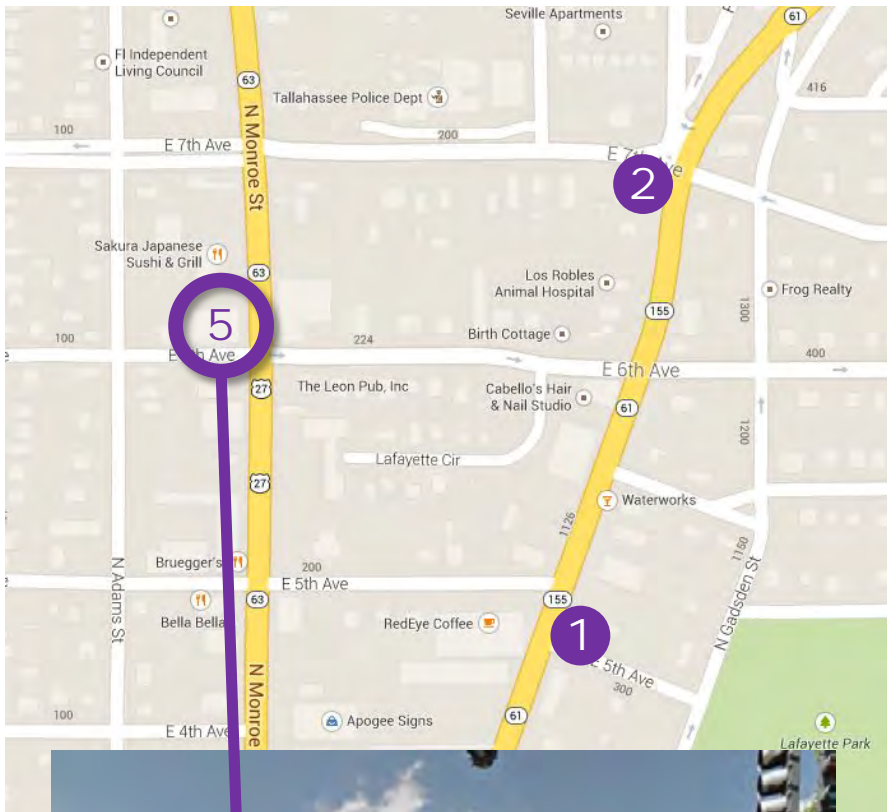 Seville Apartments
61
FI Independent
Living Council
63
Tallahassee Police Dept
416
100
E 7th Ave
200
E 7th Ave
N Monroe St
2
Sakura Japanese
Sushi & Grill
63
Los Robles
Animal Hospital
Frog Realty
155
1300
5
100
224
Birth Cottage
Ave
E 6th Ave
400
27
The Leon Pub, Inc
Cabello's Hair
& Nail Studio
61
1200
Lafayette Cir
27
Waterworks
1126
1160
Bruegger's
200
E 5th Ave
N Adams St
63
155
Bella Bella
RedEye Coffee
1
N Gadsden St
E 5th Ave
300
N Monroe
100
E 4th Ave
Apogee Signs
61
Lafayette Park